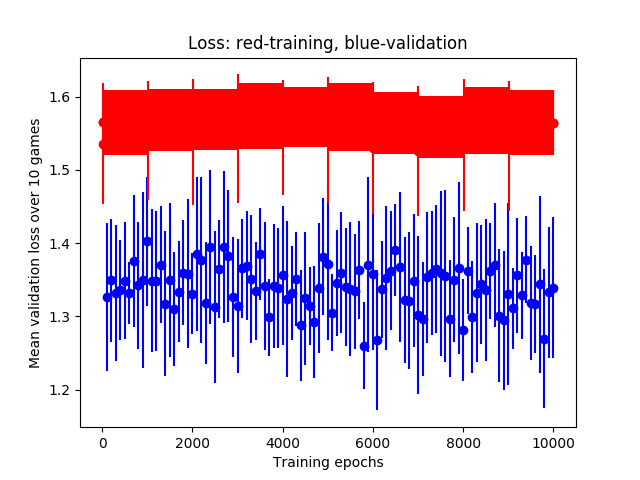 Loss: red-training, blue-validation
Mean validation loss over 10 games
1.6
1.5
1.4
1.3
1.2
0 2000 4000 6000 8000 10000
Training epochs